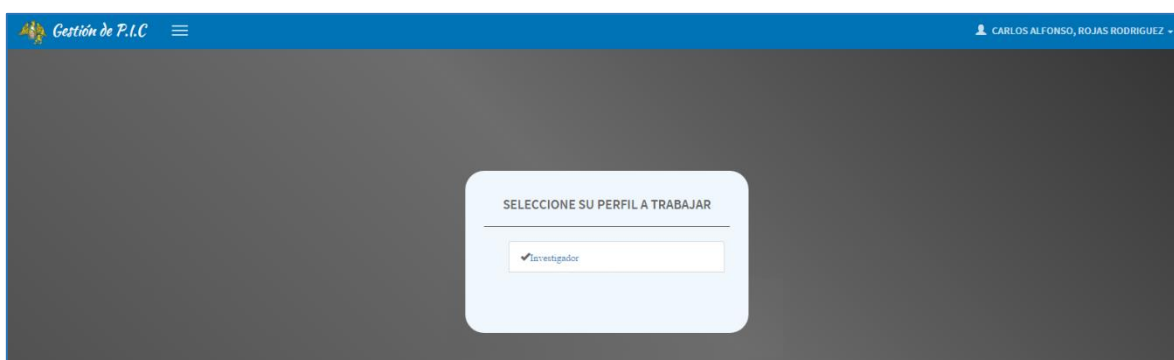 Gestión de P.I.C
CARLOS ALFONSO, ROJAS RODRIGUEZ
SELECCIONE SU PERFIL A TRABAJAR
Investigador